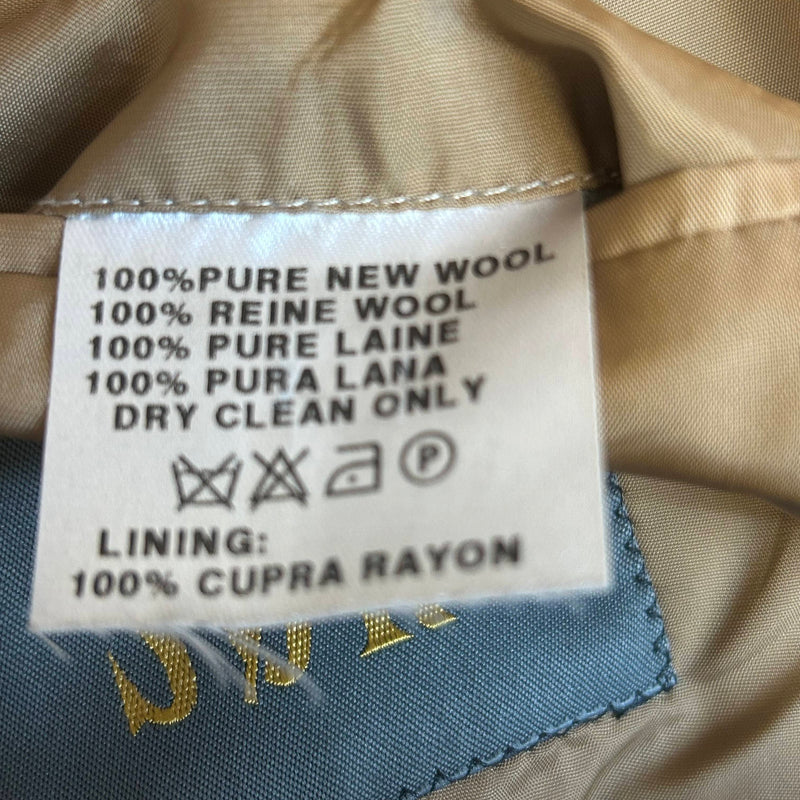 100%PURE NEW WOOL
100% REINE WOOL
100% PURE LAINE
100% PURA LANA
DRY CLEAN ONLY
P
LINING:
100% CUPRA RAYON